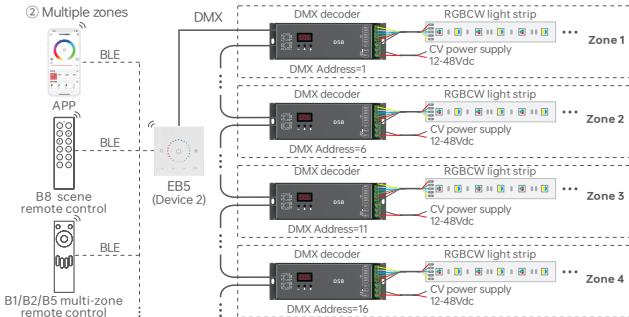 ② Multiple zones
BLE
APP
BLE
B8 scene
remote control
BLE
B1/B2/B5 multi-zone
remote control
DMX
EB5
(Device 2)
DMX decoder
RGBCW light strip
D5B
Zone 1
CV power supply
12-48Vdc
DMX Address=1
DMX decoder
RGBCW light strip
D5B
Zone 2
CV power supply
12-48Vdc
DMX Address=6
DMX decoder
RGBCW light strip
D5B
Zone 3
CV power supply
12-48Vdc
DMX Address=11
DMX decoder
RGBCW light strip
D5B
Zone 4
CV power supply
12-48Vdc
DMX Address=16